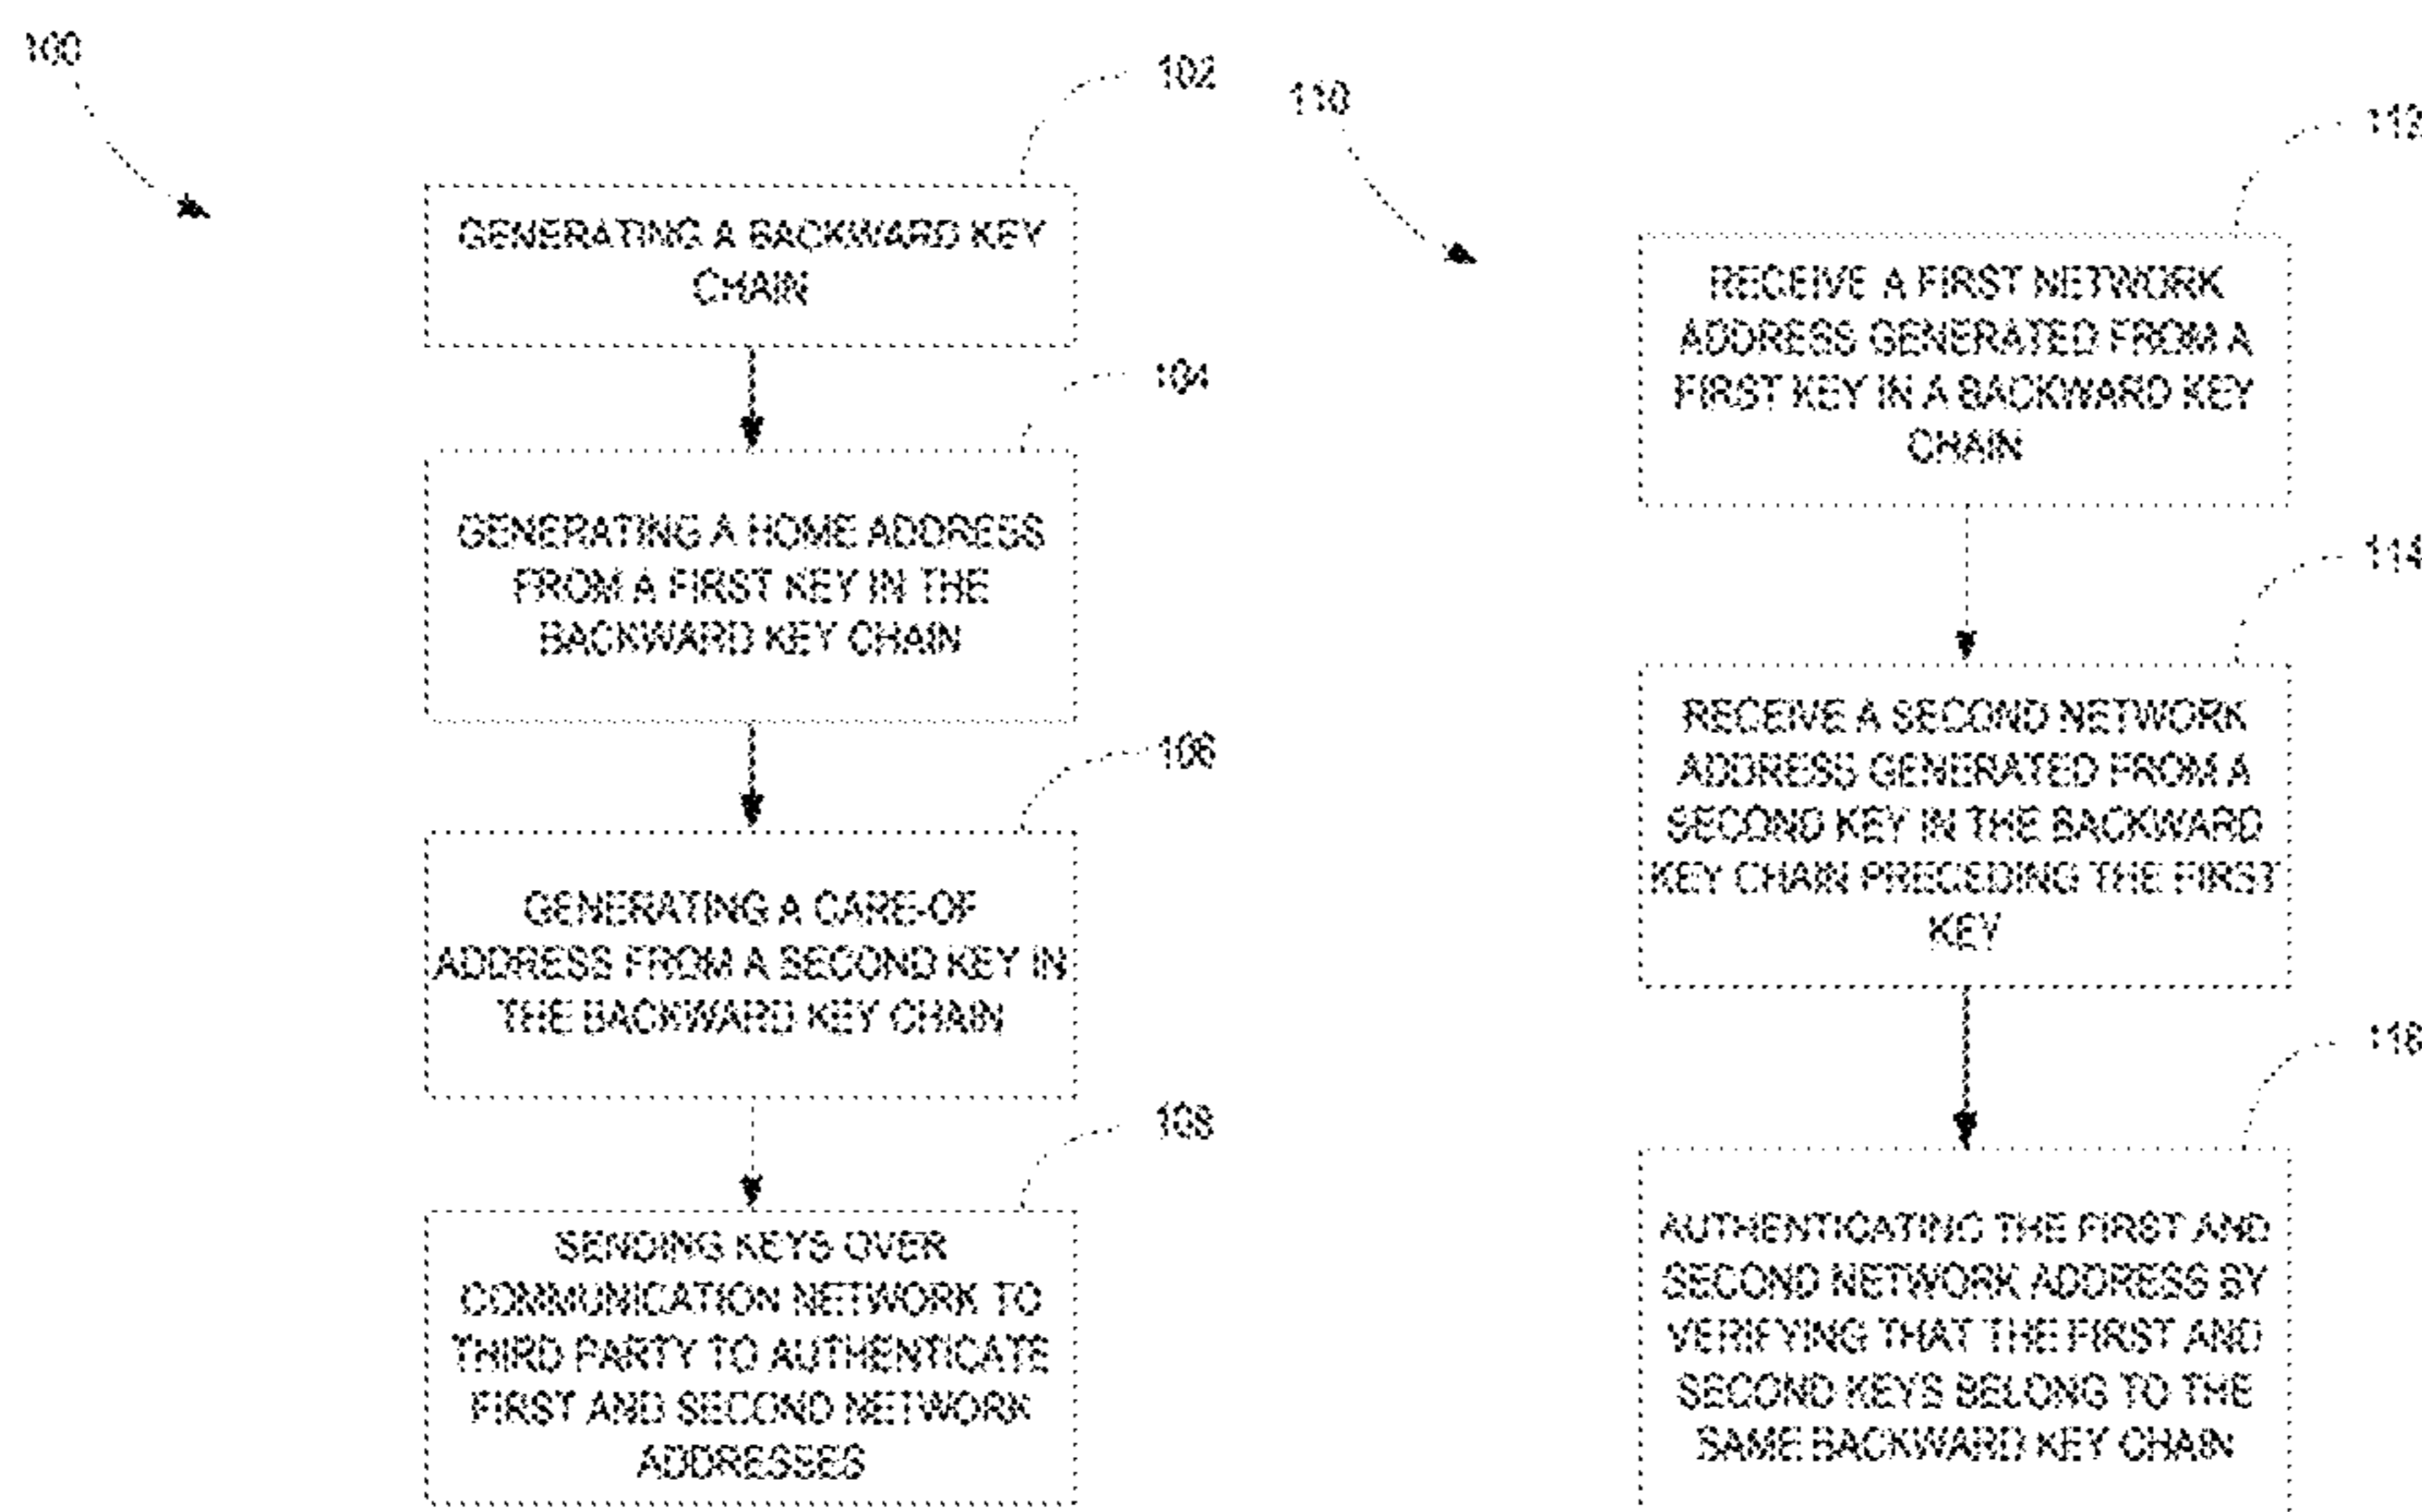 100
102
GENERATING A BACKWARD KEY
CHAIN
104
GENERATING A HOME ADDRESS
FROM A FIRST KEY IN THE
BACKWARD KEY CHAIN
106
GENERATING A CARE-OF
ADDRESS FROM A SECOND KEY IN
THE BACKWARD KEY CHAIN
108
SENDING KEYS OVER
COMMUNICATION NETWORK TO
THIRD PARTY TO AUTHENTICATE
FIRST AND SECOND NETWORK
ADDRESSES
110
112
RECEIVE A FIRST NETWORK
ADDRESS GENERATED FROM A
FIRST KEY IN A BACKWARD KEY
CHAIN
114
RECEIVE A SECOND NETWORK
ADDRESS GENERATED FROM A
SECOND KEY IN THE BACKWARD
KEY CHAIN PRECEDING THE FIRST
KEY
116
AUTHENTICATING THE FIRST AND
SECOND NETWORK ADDRESS BY
VERIFYING THAT THE FIRST AND
SECOND KEYS BELONG TO THE
SAME BACKWARD KEY CHAIN